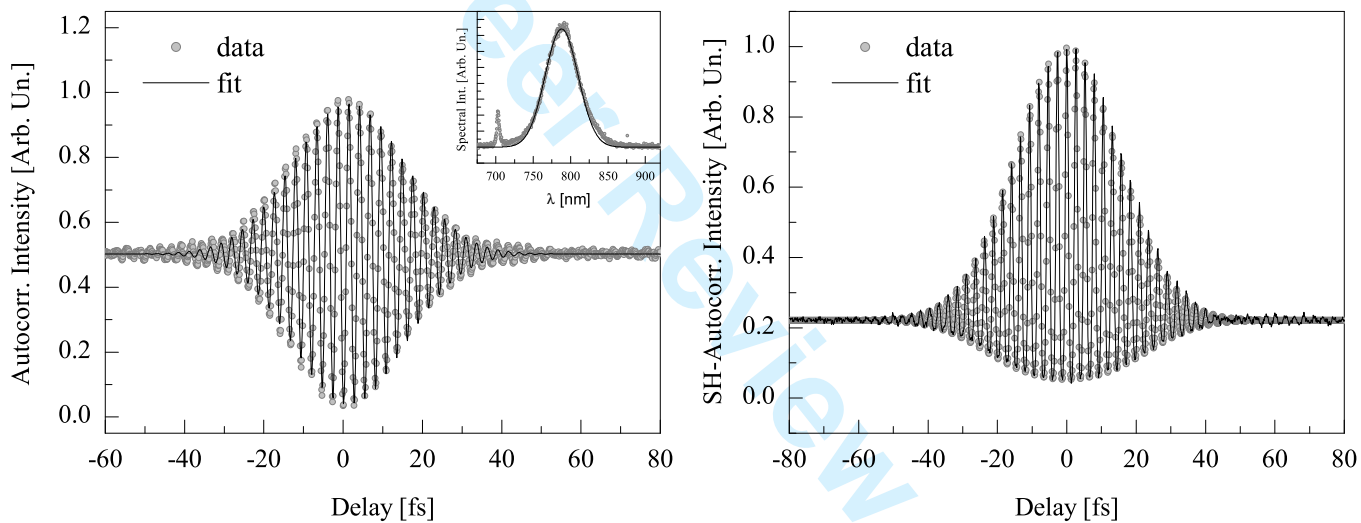 1.2
1.0
0.8
0.6
0.4
0.2
0.0
Autocorr. Intensity [Arb. Un.]
data
fit
-60 -40 -20 0 20 40 60 80
Delay [fs]
Spectral Int. [Arb. Un.]
700 750 800 850 900
λ [nm]
1.0
0.8
0.6
0.4
0.2
0.0
SH-Autocorr. Intensity [Arb. Un.]
data
fit
-80 -60 -40 -20 0 20 40 60 80
Delay [fs]
eer Review